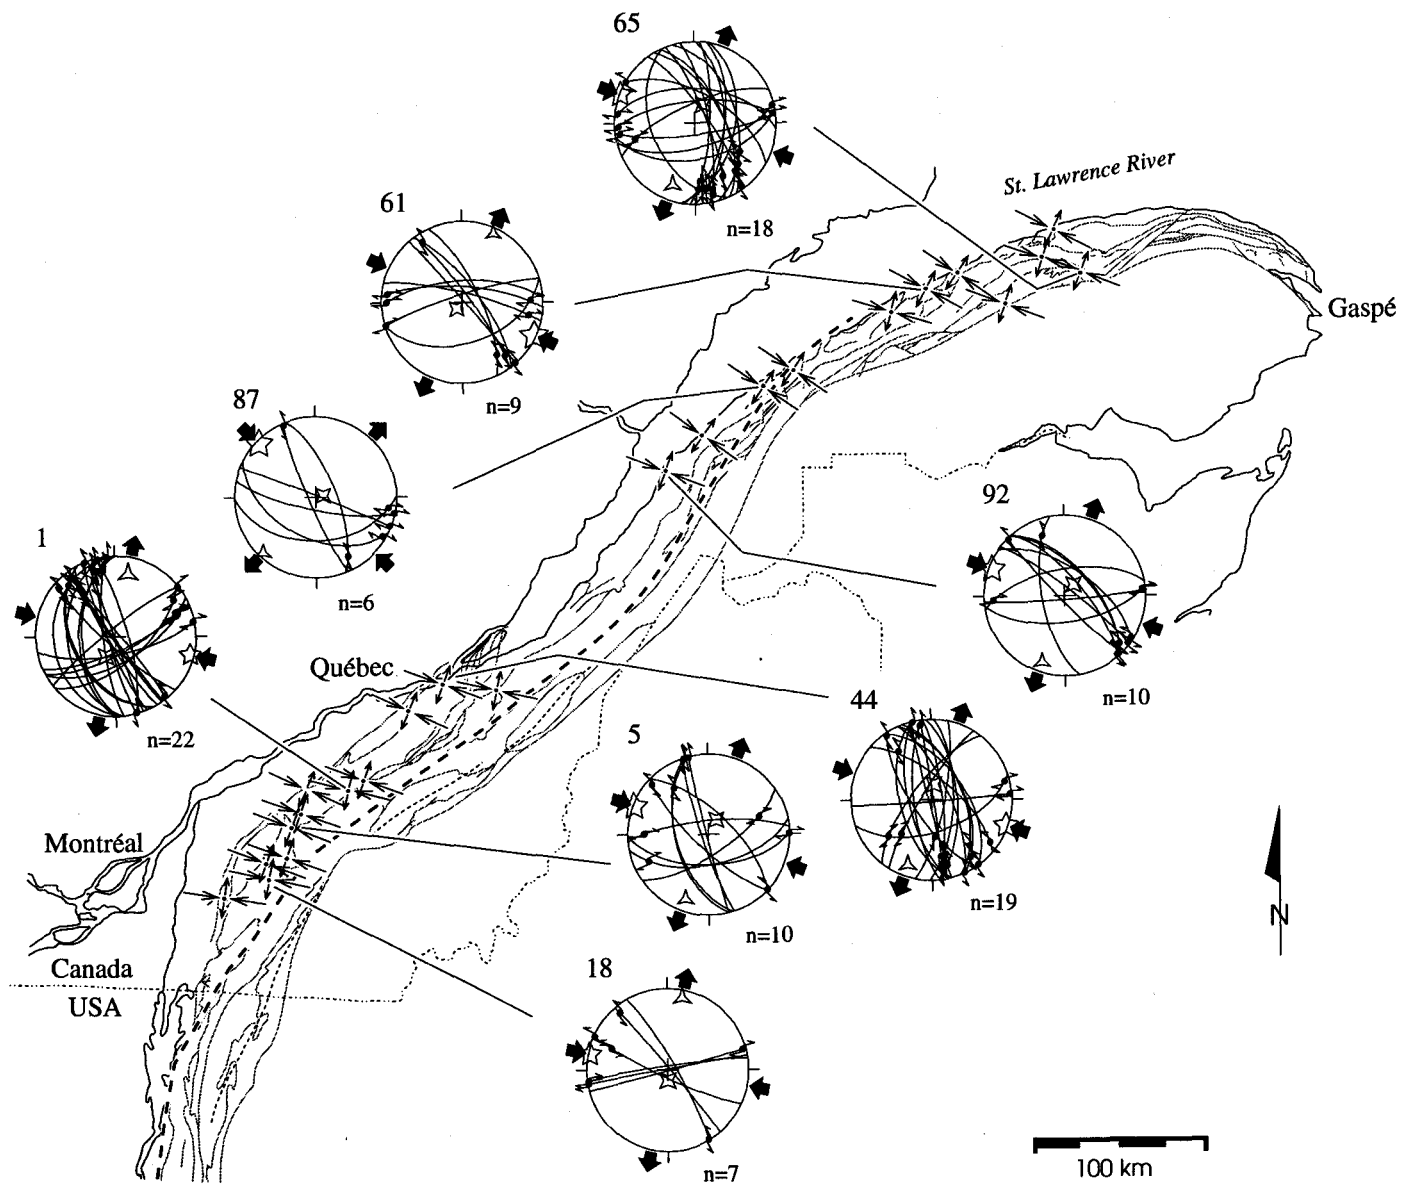 65
St. Lawrence River
61
n=18
Gaspé
87
n=9
92
1
n=6
Québec
n=10
n=22
44
5
Montréal
n=19
N
n=10
Canada
18
USA
100 km
n=7